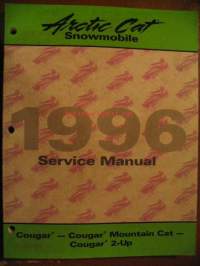 Arctic Cat
Snowmobile
1996
Service Manual
Cougar® — Cougar® Mountain Cat —
Cougar® 2-Up